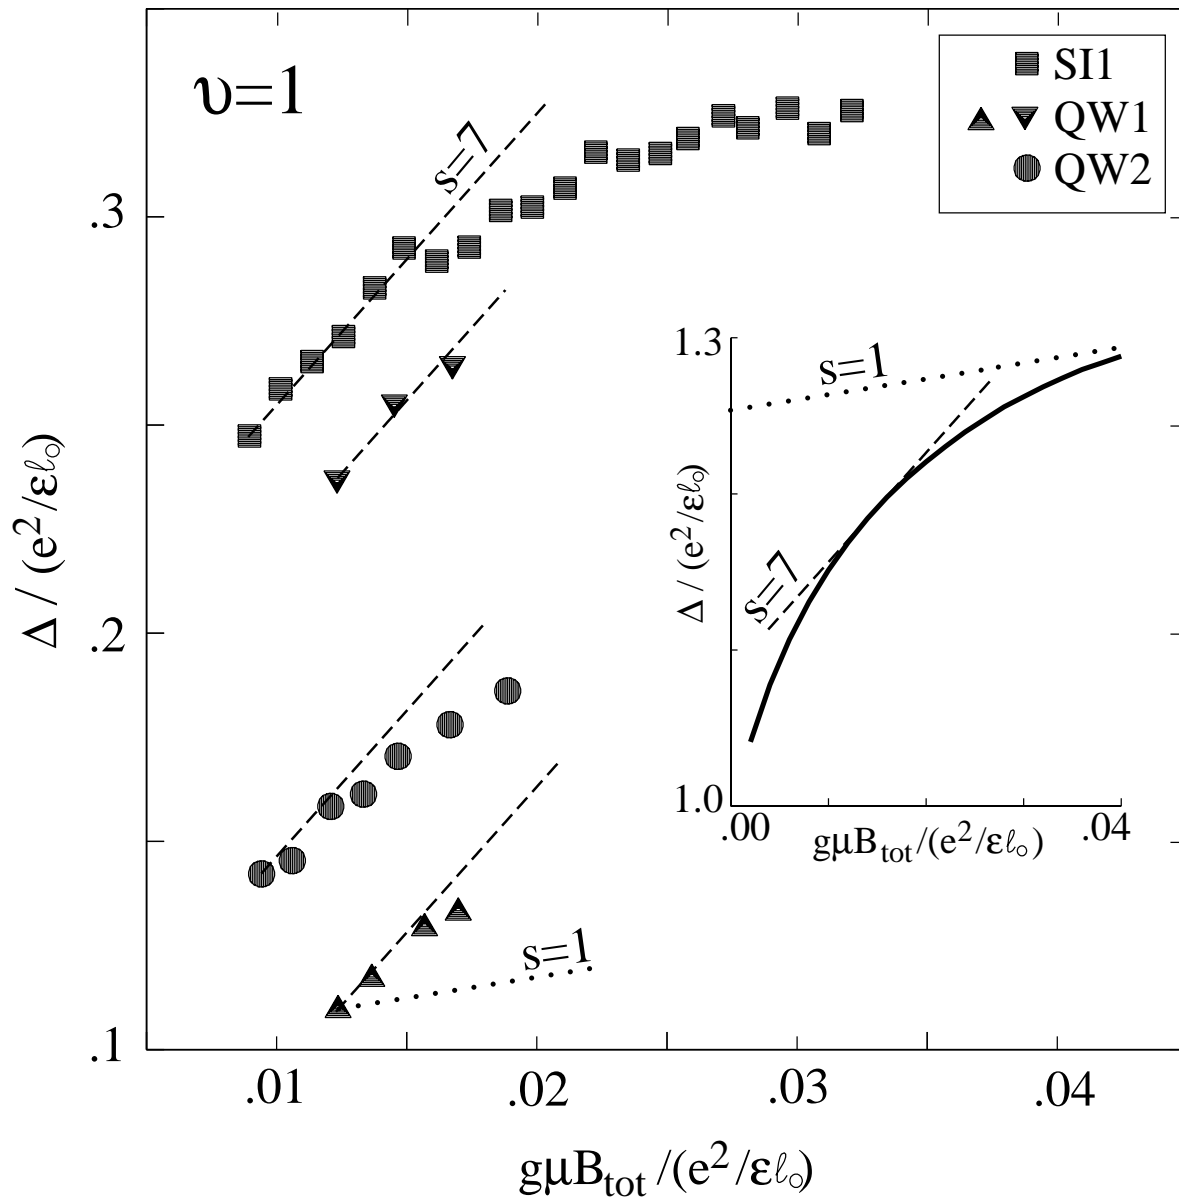 υ=1
SI1
QW1
QW2
s=7
.3
.2
.1
Δ / (e²/εℓ₀)
s=1
.01
.02
.03
.04
gμB_tot /(e²/εℓ₀)
1.3
s=1
s=7
Δ / (e²/εℓ₀)
1.0
.00
.04
gμB_tot /(e²/εℓ₀)